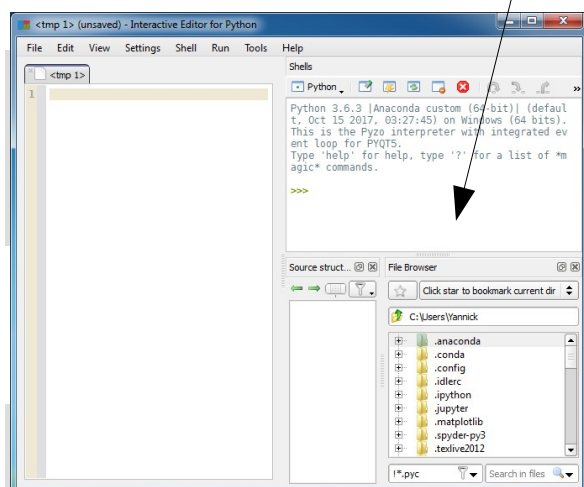 <tmp 1> (unsaved) - Interactive Editor for Python
File Edit View Settings Shell Run Tools Help
<tmp 1>
1
Shells
Python
»
Python 3.6.3 |Anaconda custom (64-bit)| (defaul
t, Oct 15 2017, 03:27:45) on Windows (64 bits).
This is the Pyzo interpreter with integrated ev
ent loop for PYQT5.
Type 'help' for help, type '?' for a list of *m
agic* commands.
>>>
Source struct...
File Browser
Click star to bookmark current dir
C:\Users\Yannick
.anaconda
.conda
.config
.idlerc
.ipython
.jupyter
.matplotlib
.spyder-py3
.texlive2012
!*.pyc
Search in files